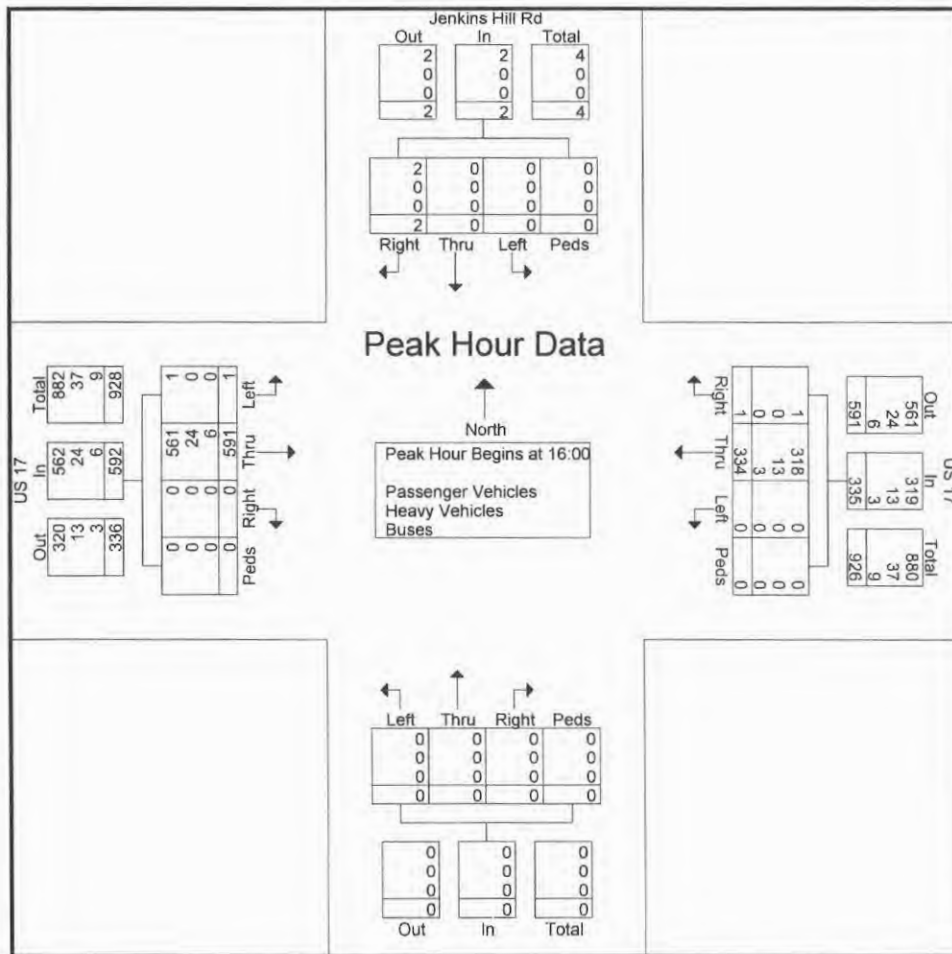 Jenkins Hill Rd
Out In Total
2 2 4
0 0 0
0 0 0
2 2 4
2 0 0 0
0 0 0 0
0 0 0 0
2 0 0 0
Right Thru Left Peds
Peak Hour Data
North
Peak Hour Begins at 16:00
Passenger Vehicles
Heavy Vehicles
Buses
US 17
Total In Out
882 562 320
37 24 13
9 6 3
928 592 336
Left Thru Right Peds
1 561 0 0
0 24 0 0
0 6 0 0
1 591 0 0
US 17
Out In Total
561 319 880
24 13 37
6 3 9
591 335 926
Right Thru Left Peds
1 318 0 0
0 13 0 0
0 3 0 0
1 334 0 0
Left Thru Right Peds
0 0 0 0
0 0 0 0
0 0 0 0
0 0 0 0
0 0 0
0 0 0
0 0 0
0 0 0
Out In Total